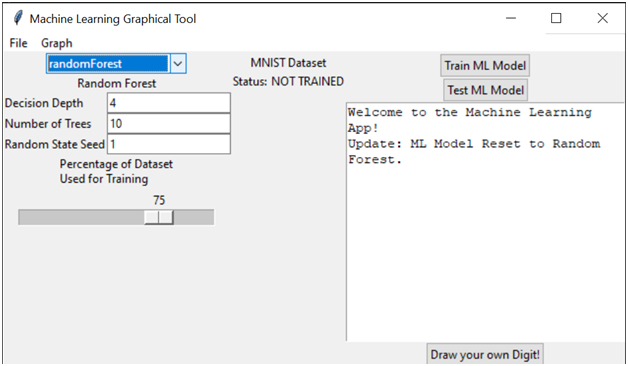 Machine Learning Graphical Tool
File Graph
randomForest
Random Forest
Decision Depth 4
Number of Trees 10
Random State Seed 1
Percentage of Dataset
Used for Training
75
MNIST Dataset
Status: NOT TRAINED
Train ML Model
Test ML Model
Welcome to the Machine Learning
App!
Update: ML Model Reset to Random
Forest.
Draw your own Digit!